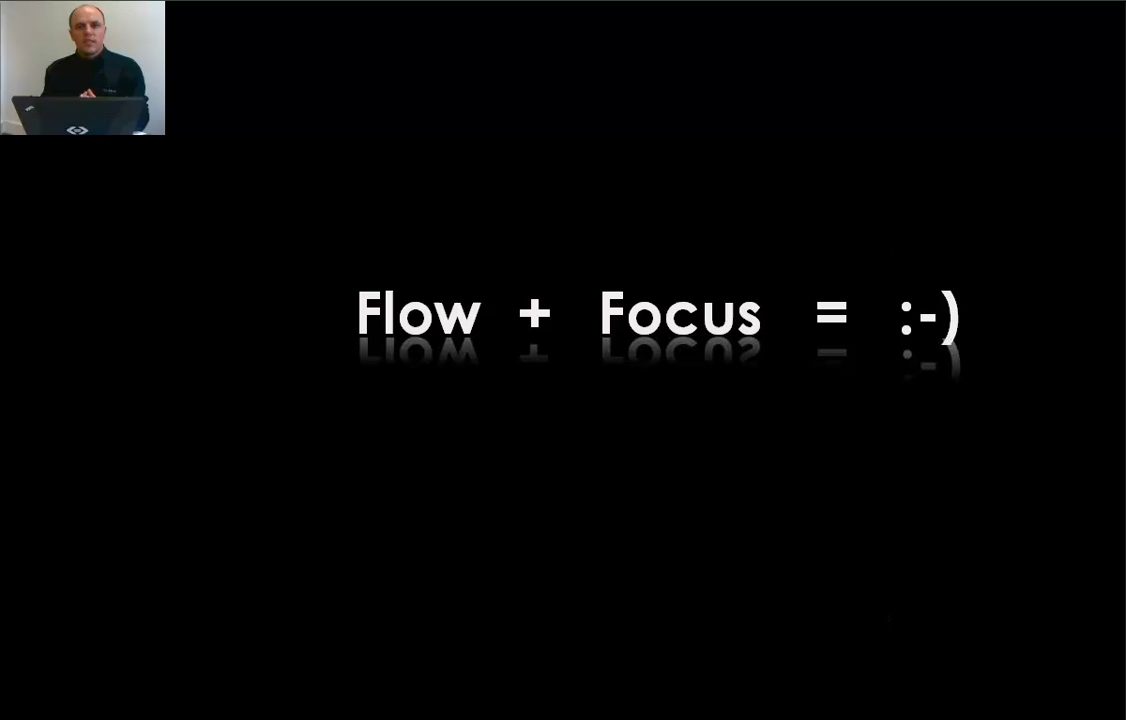 Flow + Focus = :-)